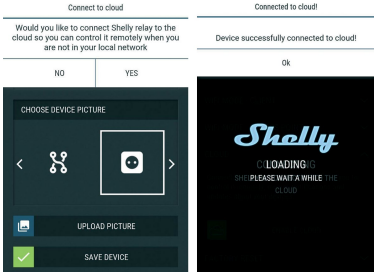 Connect to cloud
Would you like to connect Shelly relay to the
cloud so you can control it remotely when you
are not in your local network
NO
YES
CHOOSE DEVICE PICTURE
UPLOAD PICTURE
SAVE DEVICE
Connected to cloud!
Device successfully connected to cloud!
Ok
Shelly
LOADING
PLEASE WAIT A WHILE
THE
CLOUD